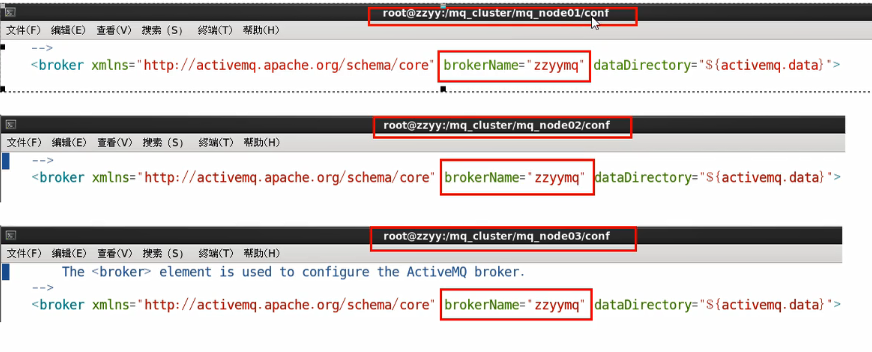 root@zzyy:/mq_cluster/mq_node01/conf
文件(F) 编辑(E) 查看(V) 搜索 (S) 终端(T) 帮助(H)
-->
<broker xmlns="http://activemq.apache.org/schema/core" brokerName="zzyymq" dataDirectory="${activemq.data}">
root@zzyy:/mq_cluster/mq_node02/conf
文件(F) 编辑(E) 查看(V) 搜索 (S) 终端(T) 帮助(H)
-->
<broker xmlns="http://activemq.apache.org/schema/core" brokerName="zzyymq" dataDirectory="${activemq.data}">
root@zzyy:/mq_cluster/mq_node03/conf
文件(F) 编辑(E) 查看(V) 搜索 (S) 终端(T) 帮助(H)
The <broker> element is used to configure the ActiveMQ broker.
-->
<broker xmlns="http://activemq.apache.org/schema/core" brokerName="zzyymq" dataDirectory="${activemq.data}">